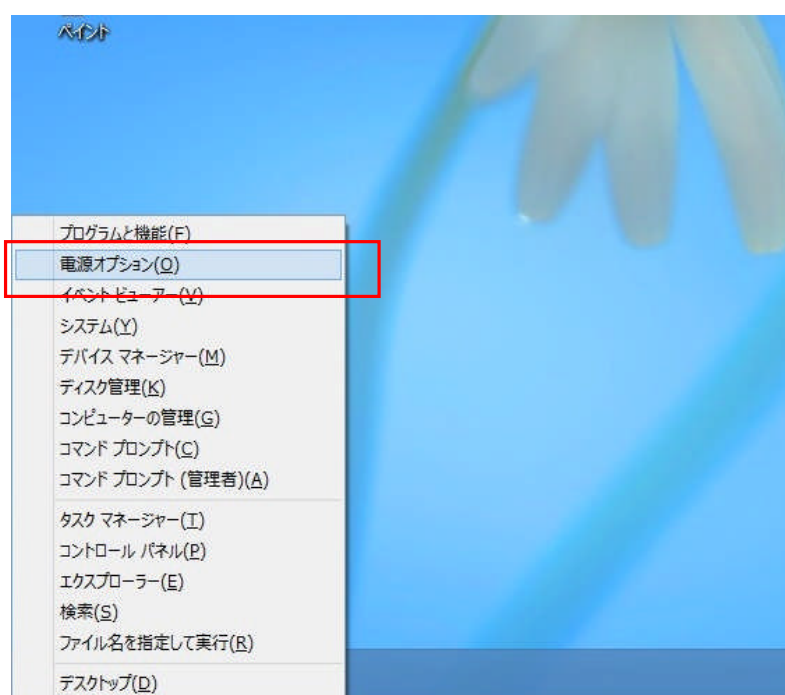 ペイント
プログラムと機能(F)
電源オプション(O)
イベント ビューアー(V)
システム(Y)
デバイス マネージャー(M)
ディスク管理(K)
コンピューターの管理(G)
コマンド プロンプト(C)
コマンド プロンプト (管理者)(A)
タスク マネージャー(T)
コントロール パネル(P)
エクスプローラー(E)
検索(S)
ファイル名を指定して実行(R)
デスクトップ(D)